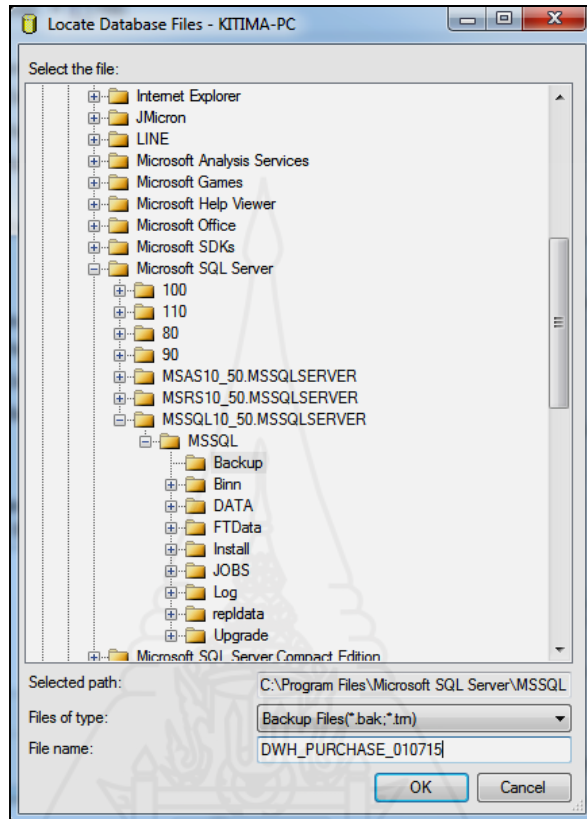 Locate Database Files - KITIMA-PC
Select the file:
Internet Explorer
JMicron
LINE
Microsoft Analysis Services
Microsoft Games
Microsoft Help Viewer
Microsoft Office
Microsoft SDKs
Microsoft SQL Server
100
110
80
90
MSAS10_50.MSSQLSERVER
MSRS10_50.MSSQLSERVER
MSSQL10_50.MSSQLSERVER
MSSQL
Backup
Binn
DATA
FTData
Install
JOBS
Log
repldata
Upgrade
Microsoft SQL Server Compact Edition
Selected path: C:\Program Files\Microsoft SQL Server\MSSQL
Files of type: Backup Files(*.bak;*.trn)
File name: DWH_PURCHASE_010715
OK Cancel